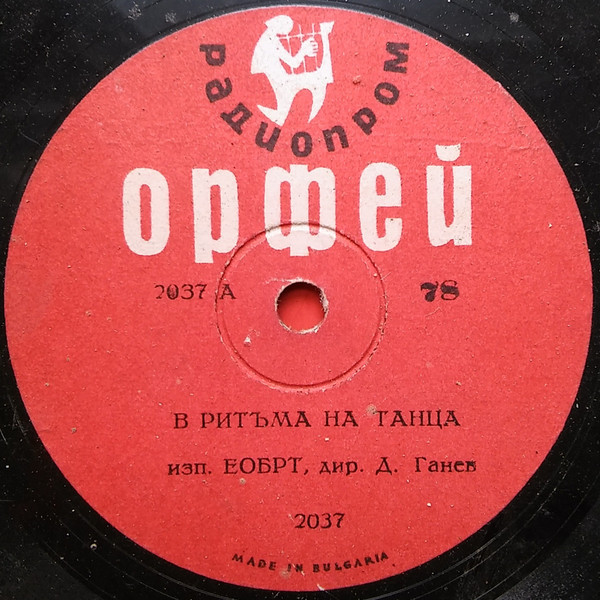 радиопром
орфей
2037 А 78
В РИТЪМА НА ТАНЦА
изп. ЕОБРТ, дир. Д. Ганев
2037
MADE IN BULGARIA